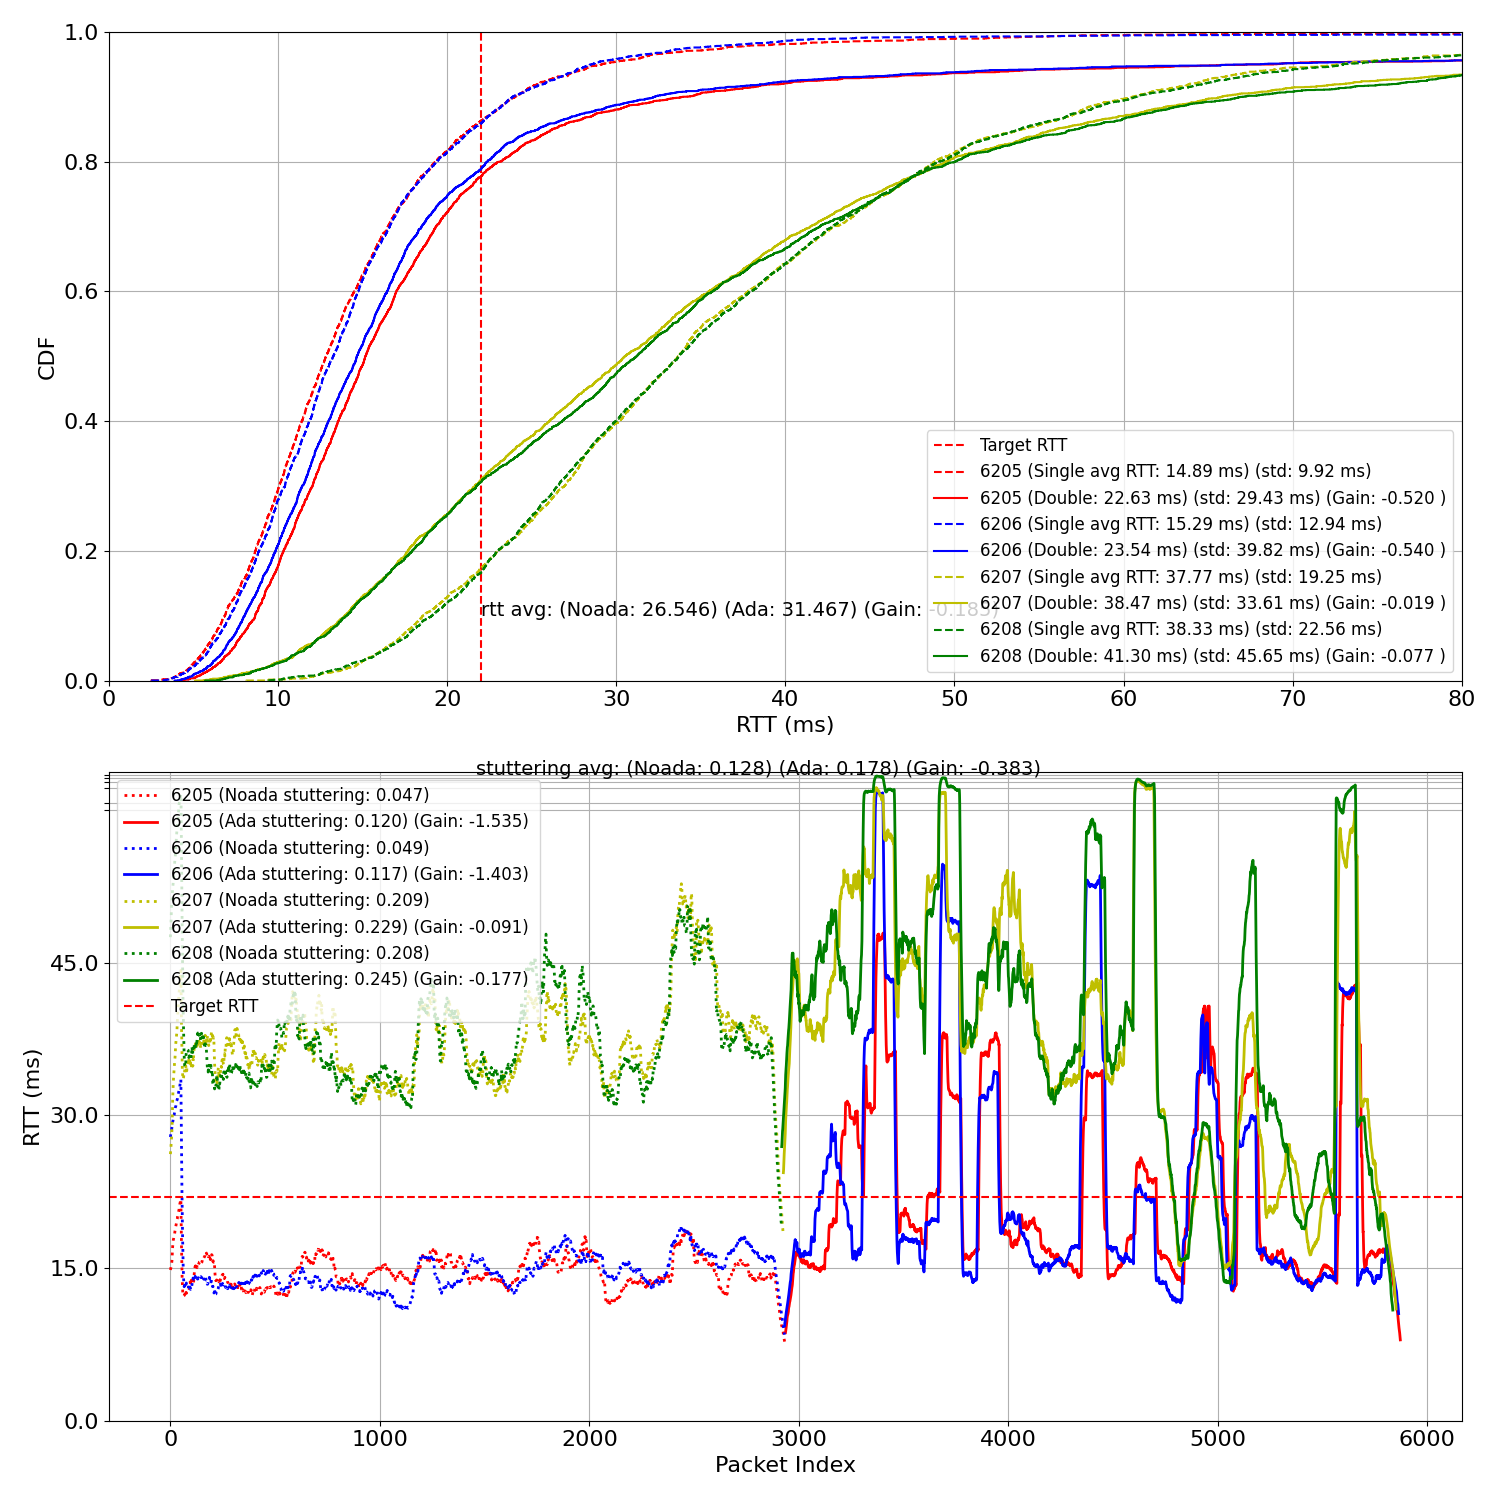 1.0
0.8
0.6
0.4
0.2
0.0
CDF
0
10
20
30
40
50
60
70
80
RTT (ms)
rtt avg: (Noada: 26.546) (Ada: 31.467) (Gain: -0.185)
Target RTT
6205 (Single avg RTT: 14.89 ms) (std: 9.92 ms)
6205 (Double: 22.63 ms) (std: 29.43 ms) (Gain: -0.520 )
6206 (Single avg RTT: 15.29 ms) (std: 12.94 ms)
6206 (Double: 23.54 ms) (std: 39.82 ms) (Gain: -0.540 )
6207 (Single avg RTT: 37.77 ms) (std: 19.25 ms)
6207 (Double: 38.47 ms) (std: 33.61 ms) (Gain: -0.019 )
6208 (Single avg RTT: 38.33 ms) (std: 22.56 ms)
6208 (Double: 41.30 ms) (std: 45.65 ms) (Gain: -0.077 )
stuttering avg: (Noada: 0.128) (Ada: 0.178) (Gain: -0.383)
6205 (Noada stuttering: 0.047)
6205 (Ada stuttering: 0.120) (Gain: -1.535)
6206 (Noada stuttering: 0.049)
6206 (Ada stuttering: 0.117) (Gain: -1.403)
6207 (Noada stuttering: 0.209)
6207 (Ada stuttering: 0.229) (Gain: -0.091)
6208 (Noada stuttering: 0.208)
6208 (Ada stuttering: 0.245) (Gain: -0.177)
Target RTT
45.0
30.0
15.0
0.0
RTT (ms)
0
1000
2000
3000
4000
5000
6000
Packet Index